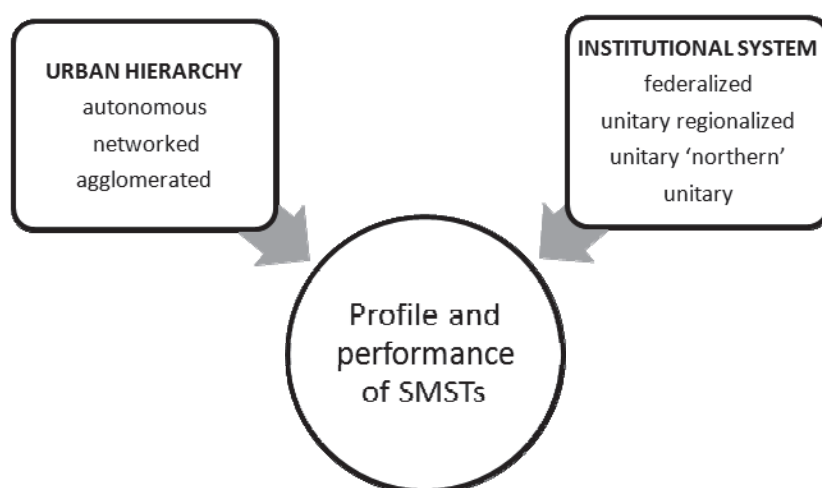 URBAN HIERARCHY
autonomous
networked
agglomerated
INSTITUTIONAL SYSTEM
federalized
unitary regionalized
unitary ‘northern’
unitary
Profile and
performance
of SMSTs